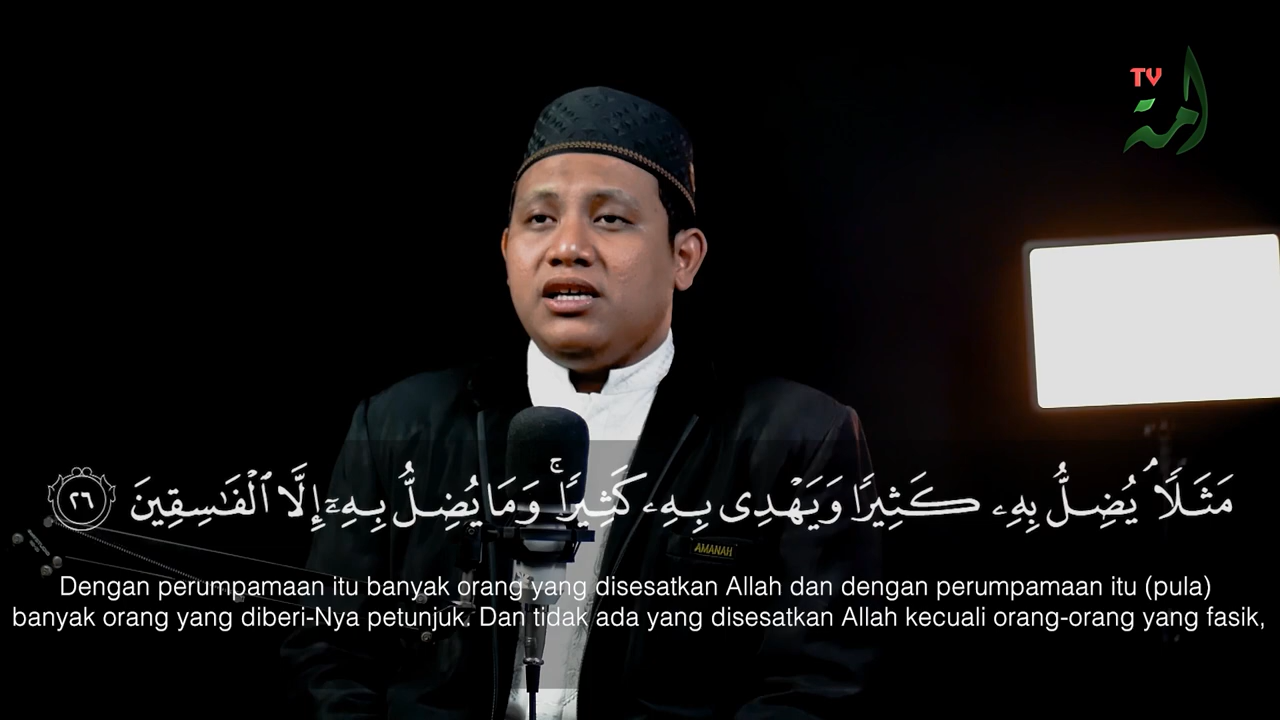 TV
أمة
مَثَلًاۘ يُضِلُّ بِهِۦ كَثِيرًا وَيَهْدِى بِهِۦ كَثِيرًاۚ وَمَا يُضِلُّ بِهِۦٓ إِلَّا ٱلْفَـٰسِقِينَ ٢٦
AMANAH
Dengan perumpamaan itu banyak orang yang disesatkan Allah dan dengan perumpamaan itu (pula)
banyak orang yang diberi-Nya petunjuk. Dan tidak ada yang disesatkan Allah kecuali orang-orang yang fasik,